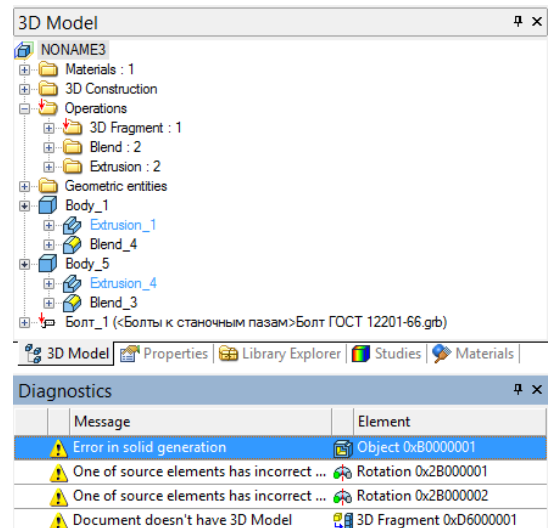 3D Model
NONAME3
Materials : 1
3D Construction
Operations
3D Fragment : 1
Blend : 2
Extrusion : 2
Geometric entities
Body_1
Extrusion_1
Blend_4
Body_5
Extrusion_4
Blend_3
Болт_1 (<Болты к станочным пазам>Болт ГОСТ 12201-66.grb)
3D Model Properties Library Explorer Studies Materials
Diagnostics
Message Element
Error in solid generation Object 0xB0000001
One of source elements has incorrect ... Rotation 0x2B000001
One of source elements has incorrect ... Rotation 0x2B000002
Document doesn't have 3D Model 3D Fragment 0xD6000001